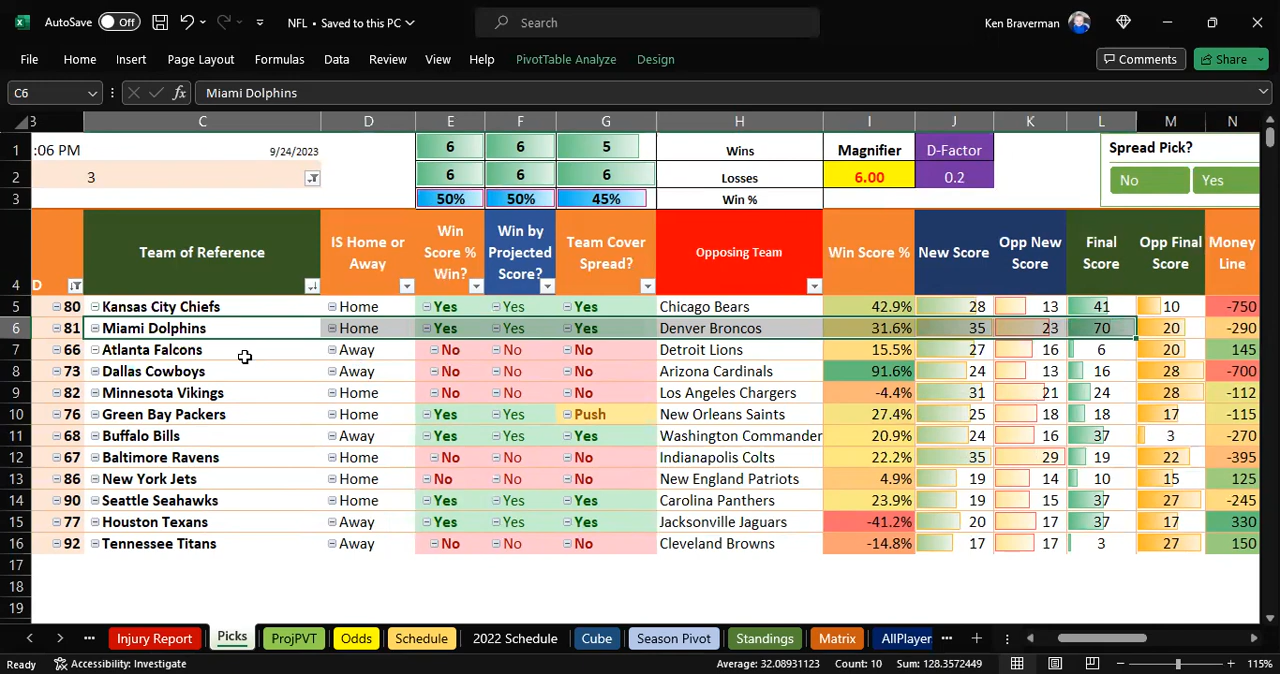 AutoSave Off NFL • Saved to this PC Search Ken Braverman
File Home Insert Page Layout Formulas Data Review View Help PivotTable Analyze Design Comments Share
C6 fx Miami Dolphins
3 C D E F G H I J K L M N
1 :06 PM 9/24/2023 6 6 5 Wins Magnifier D-Factor Spread Pick?
2 3 6 6 6 Losses 6.00 0.2 No Yes
3 50% 50% 45% Win %
4 D Team of Reference IS Home or Away Win Score % Win? Win by Projected Score? Team Cover Spread? Opposing Team Win Score % New Score Opp New Score Final Score Opp Final Score Money Line
5 80 Kansas City Chiefs Home Yes Yes Yes Chicago Bears 42.9% 28 13 41 10 -750
6 81 Miami Dolphins Home Yes Yes Yes Denver Broncos 31.6% 35 23 70 20 -290
7 66 Atlanta Falcons Away No No No Detroit Lions 15.5% 27 16 6 20 145
8 73 Dallas Cowboys Away No No No Arizona Cardinals 91.6% 24 13 16 28 -700
9 82 Minnesota Vikings Home No No No Los Angeles Chargers -4.4% 31 21 24 28 -112
10 76 Green Bay Packers Home Yes Yes Push New Orleans Saints 27.4% 25 18 18 17 -115
11 68 Buffalo Bills Away Yes Yes Yes Washington Commander 20.9% 24 16 37 3 -270
12 67 Baltimore Ravens Home No No No Indianapolis Colts 22.2% 35 29 19 22 -395
13 86 New York Jets Home No No No New England Patriots 4.9% 19 14 10 15 125
14 90 Seattle Seahawks Home Yes Yes Yes Carolina Panthers 23.9% 19 15 37 27 -245
15 77 Houston Texans Away Yes Yes Yes Jacksonville Jaguars -41.2% 20 17 37 17 330
16 92 Tennessee Titans Away No No No Cleveland Browns -14.8% 17 17 3 27 150
17
18
19
Injury Report Picks ProjPVT Odds Schedule 2022 Schedule Cube Season Pivot Standings Matrix AllPlayer
Ready Accessibility: Investigate Average: 32.08931123 Count: 10 Sum: 128.3572449 115%